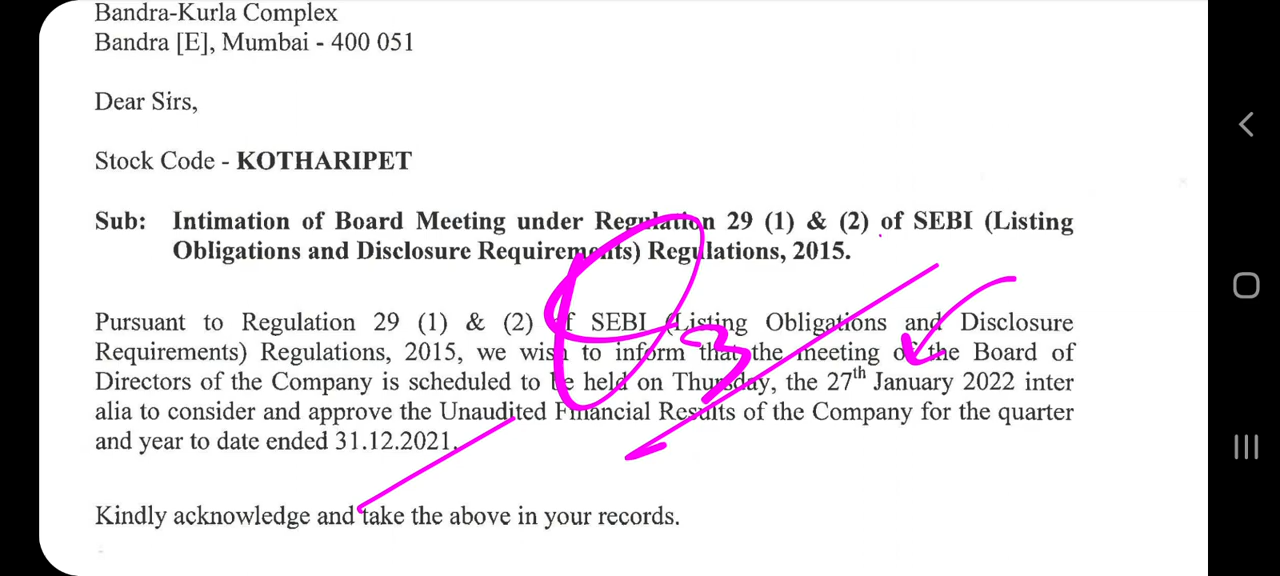 Bandra-Kurla Complex
Bandra [E], Mumbai - 400 051
Dear Sirs,
Stock Code - KOTHARIPET
Sub: Intimation of Board Meeting under Regulation 29 (1) & (2) of SEBI (Listing
Obligations and Disclosure Requirements) Regulations, 2015.
Pursuant to Regulation 29 (1) & (2) of SEBI (Listing Obligations and Disclosure
Requirements) Regulations, 2015, we wish to inform that the meeting of the Board of
Directors of the Company is scheduled to be held on Thursday, the 27th January 2022 inter
alia to consider and approve the Unaudited Financial Results of the Company for the quarter
and year to date ended 31.12.2021.
Kindly acknowledge and take the above in your records.
Q3